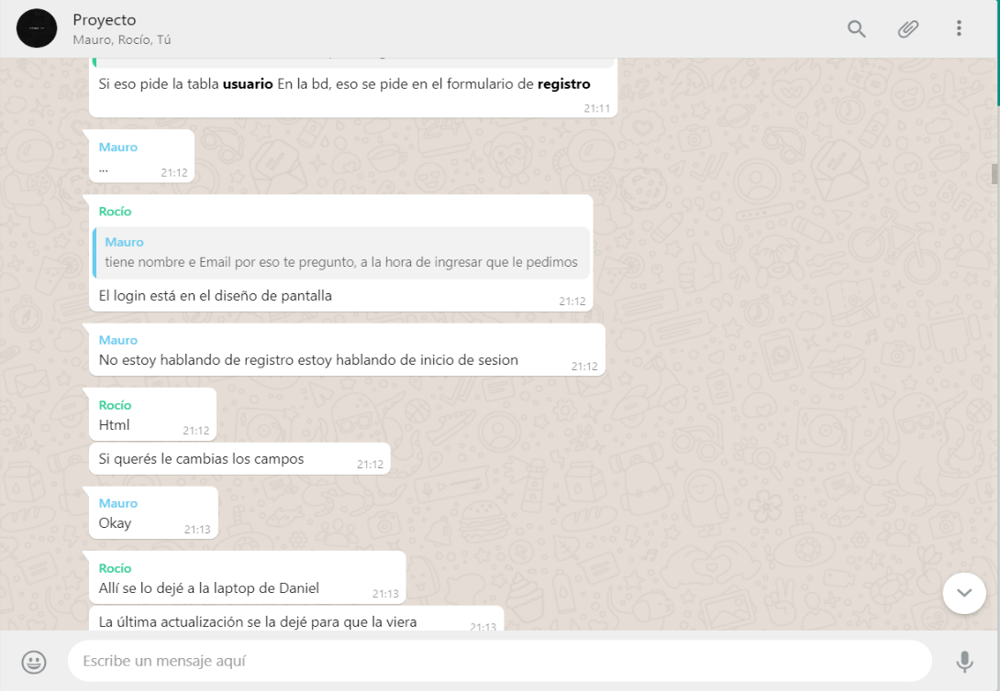 Proyecto
Mauro, Rocío, Tú
Si eso pide la tabla usuario En la bd, eso se pide en el formulario de registro
21:11
Mauro
...
21:12
Rocío
Mauro
tiene nombre e Email por eso te pregunto, a la hora de ingresar que le pedimos
El login está en el diseño de pantalla
21:12
Mauro
No estoy hablando de registro estoy hablando de inicio de sesion
21:12
Rocío
Html
21:12
Si querés le cambias los campos
21:12
Mauro
Okay
21:13
Rocío
Allí se lo dejé a la laptop de Daniel
21:13
La última actualización se la dejé para que la viera
21:13
Escribe un mensaje aquí